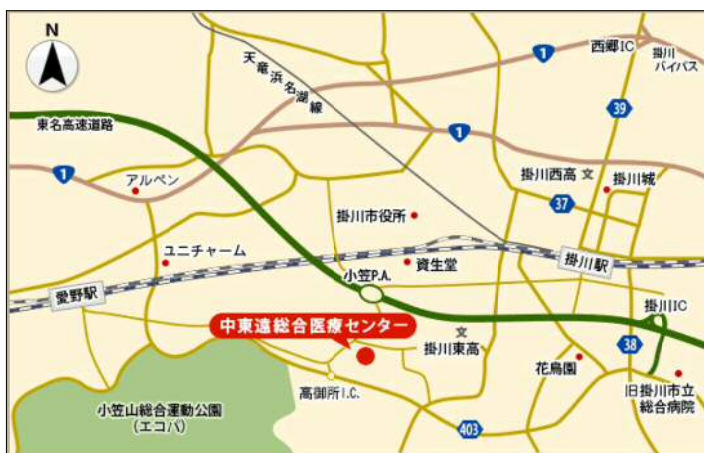 N
1
西郷IC
掛川
バイパス
天竜浜名湖線
39
東名高速道路
1
1
アルペン
掛川西高 文
掛川城
37
掛川市役所
ユニチャーム
資生堂
掛川駅
小笠P.A.
愛野駅
掛川IC
中東遠総合医療センター
文
掛川東高
38
花鳥園
高御所I.C.
旧掛川市立
総合病院
小笠山総合運動公園
(エコパ)
403